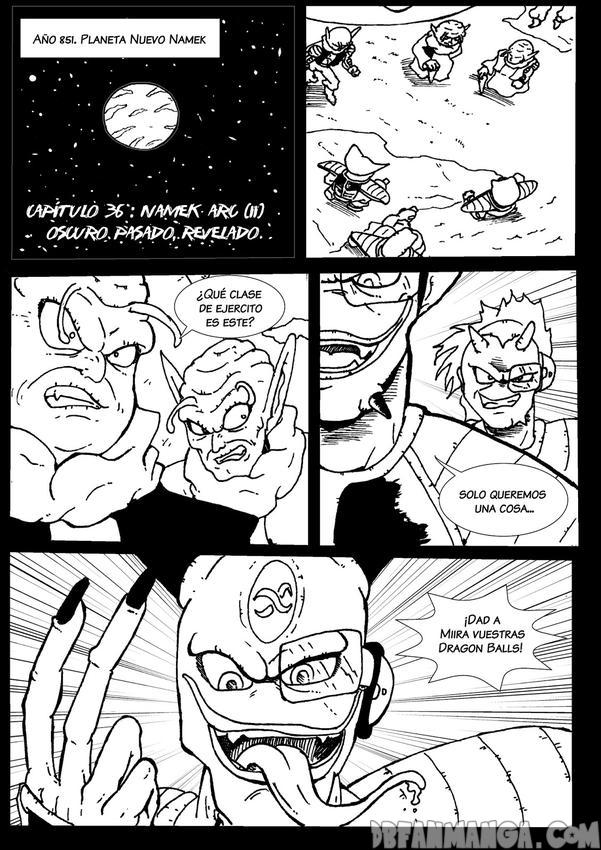 AÑO 851. PLANETA NUEVO NAMEK
CAPÍTULO 36 : NAMEK ARC (II)
OSCURO PASADO, REVELADO.
¿QUÉ CLASE
DE EJERCITO
ES ESTE?
SOLO QUEREMOS
UNA COSA...
¡DAD A
MIIRA VUESTRAS
DRAGON BALLS!
DBFANMANGA.COM